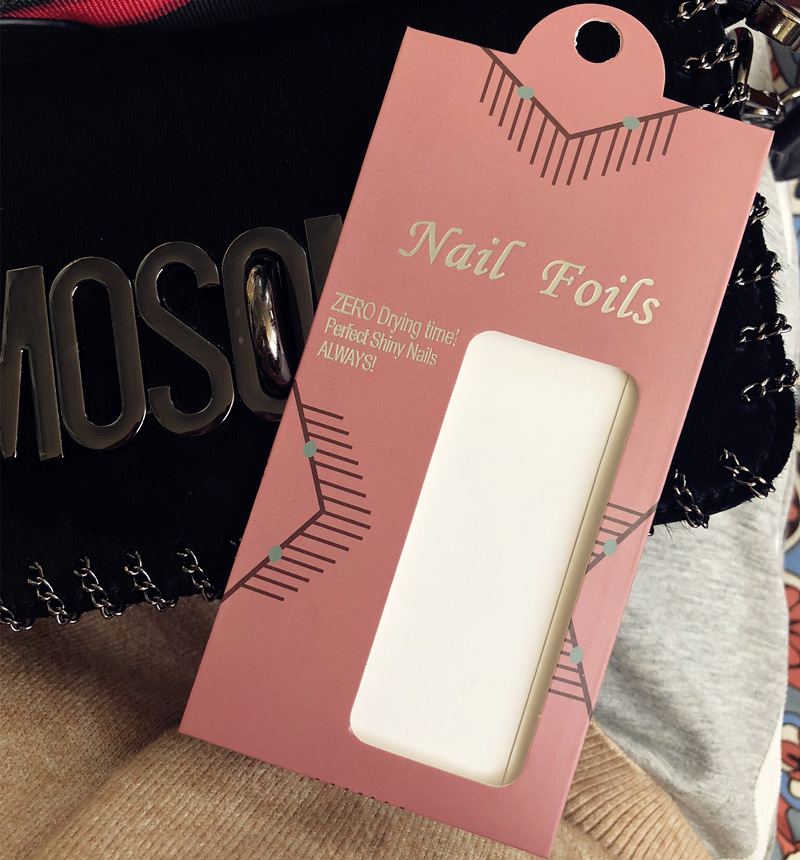 Nail Foils
ZERO Drying time!
Perfect Shiny Nails
ALWAYS!
MOSO